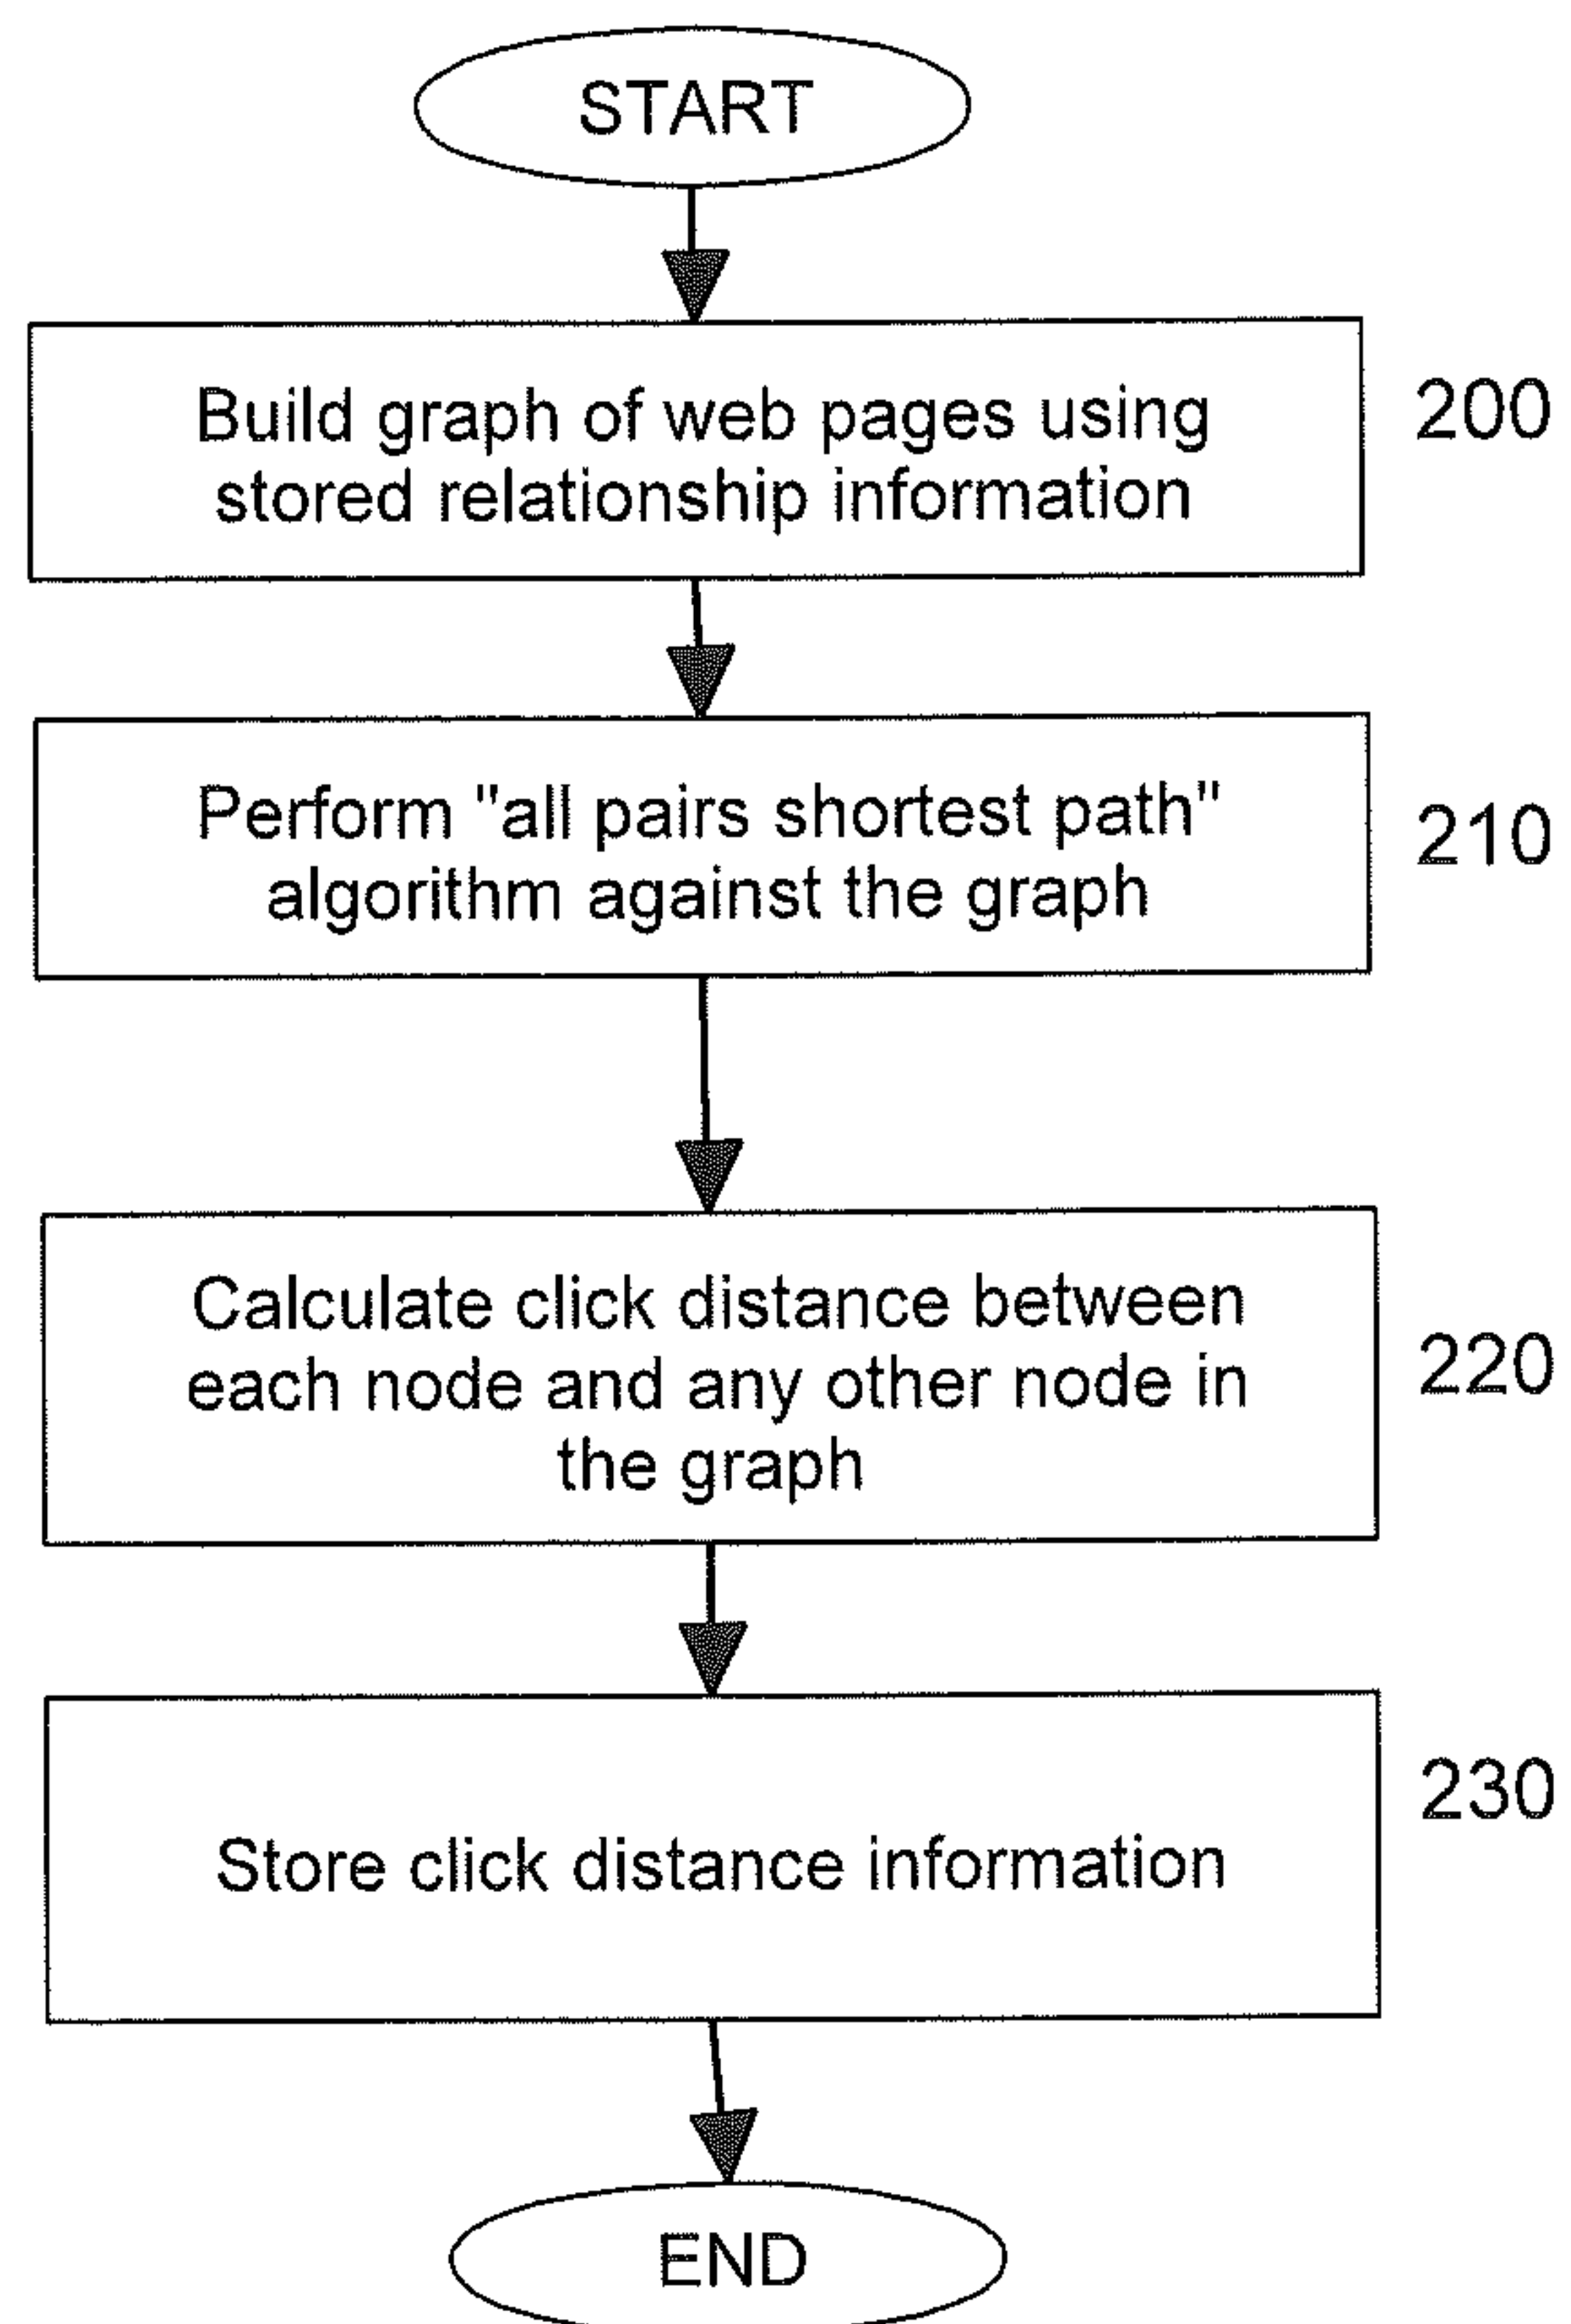 START
Build graph of web pages using
stored relationship information
200
Perform "all pairs shortest path"
algorithm against the graph
210
Calculate click distance between
each node and any other node in
the graph
220
Store click distance information
230
END